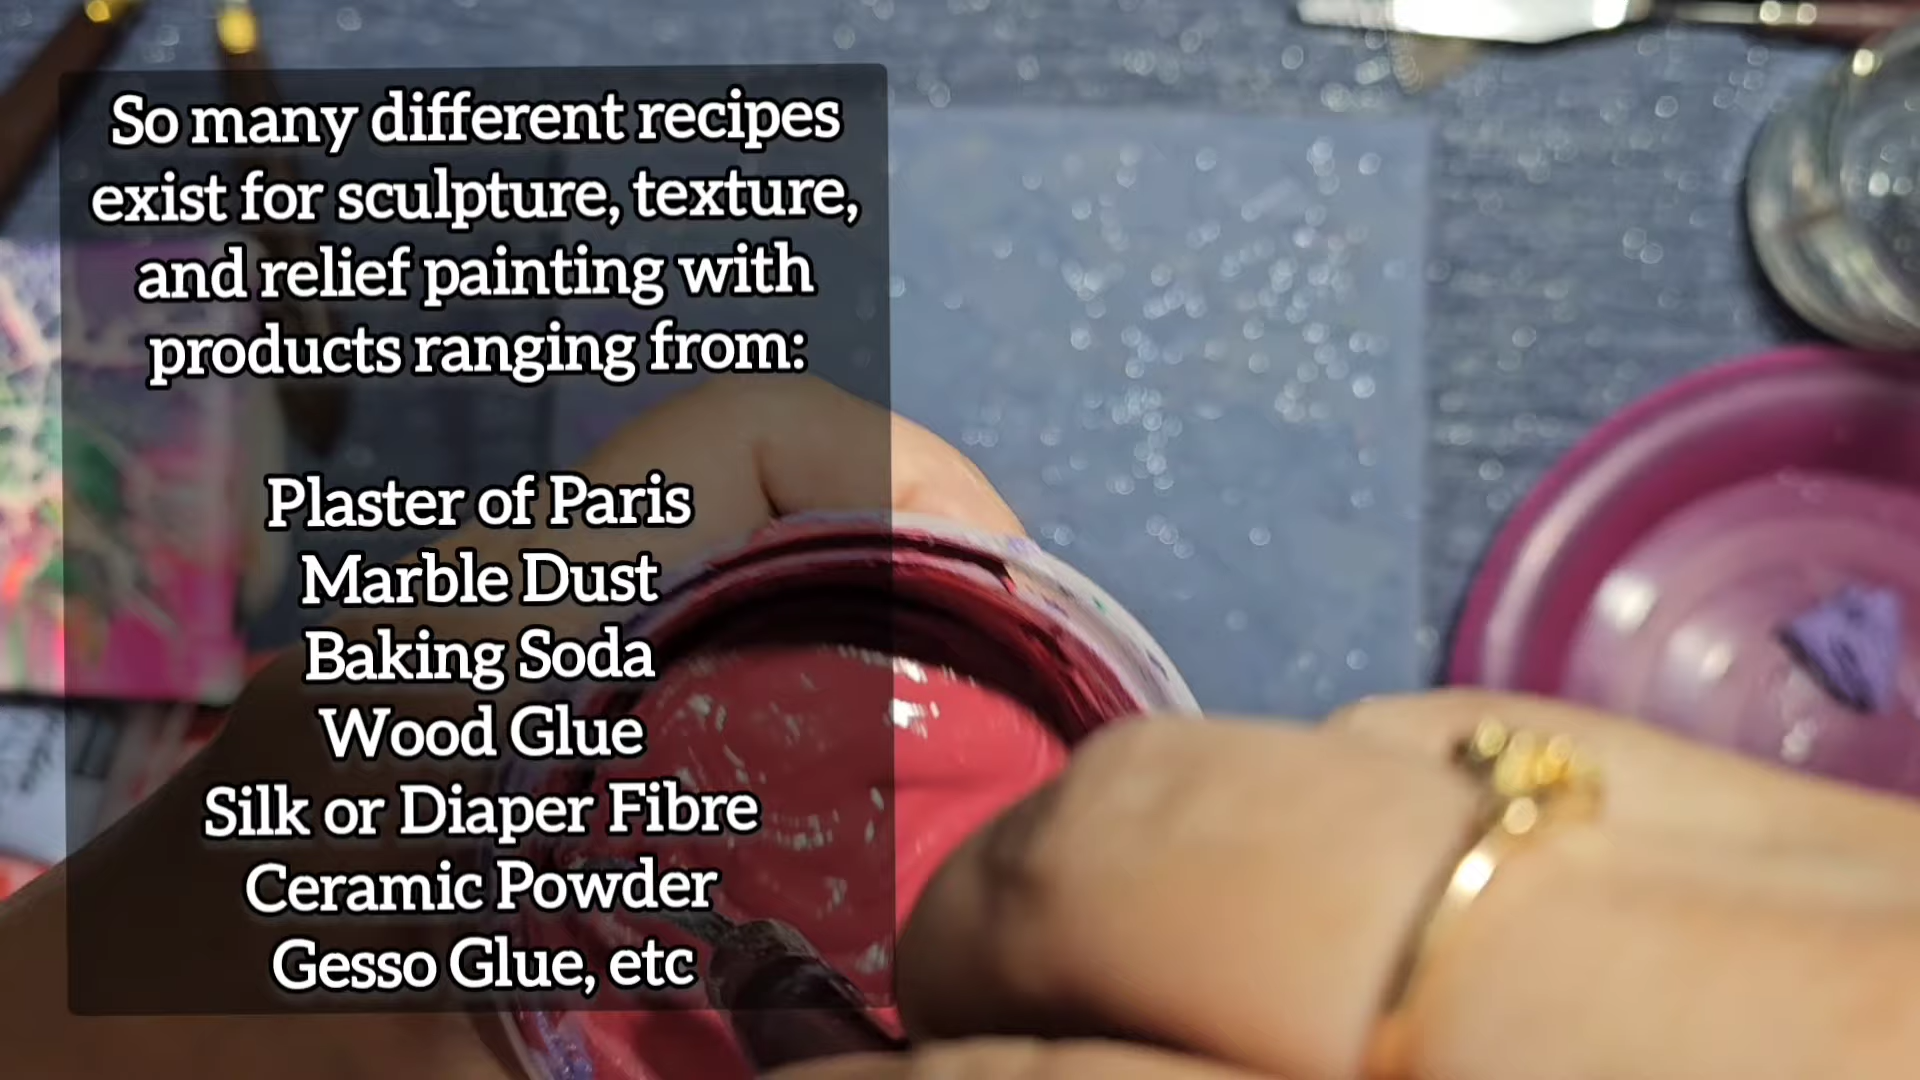 So many different recipes
exist for sculpture, texture,
and relief painting with
products ranging from:
Plaster of Paris
Marble Dust
Baking Soda
Wood Glue
Silk or Diaper Fibre
Ceramic Powder
Gesso Glue, etc